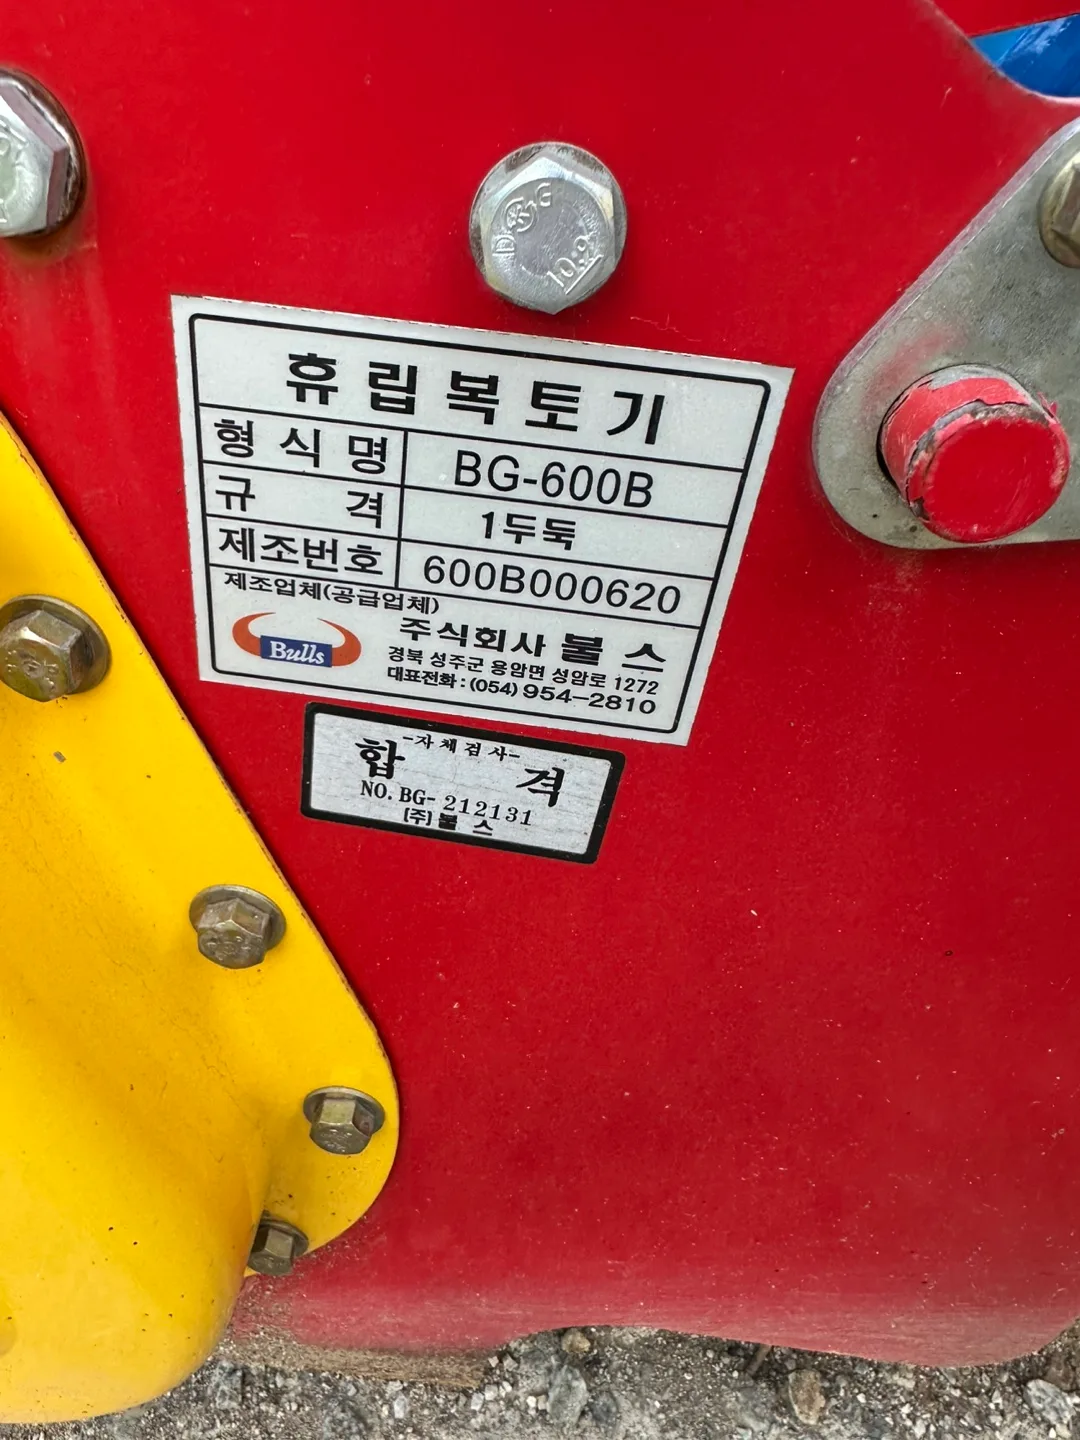 D G
10.9
휴립복토기
형식명 BG-600B
규격 1두둑
제조번호 600B000620
제조업체(공급업체)
Bulls
주식회사 불스
경북 성주군 용암면 성암로 1272
대표전화 : (054) 954-2810
-자체검사-
합격
NO. BG- 212131
(주)불스